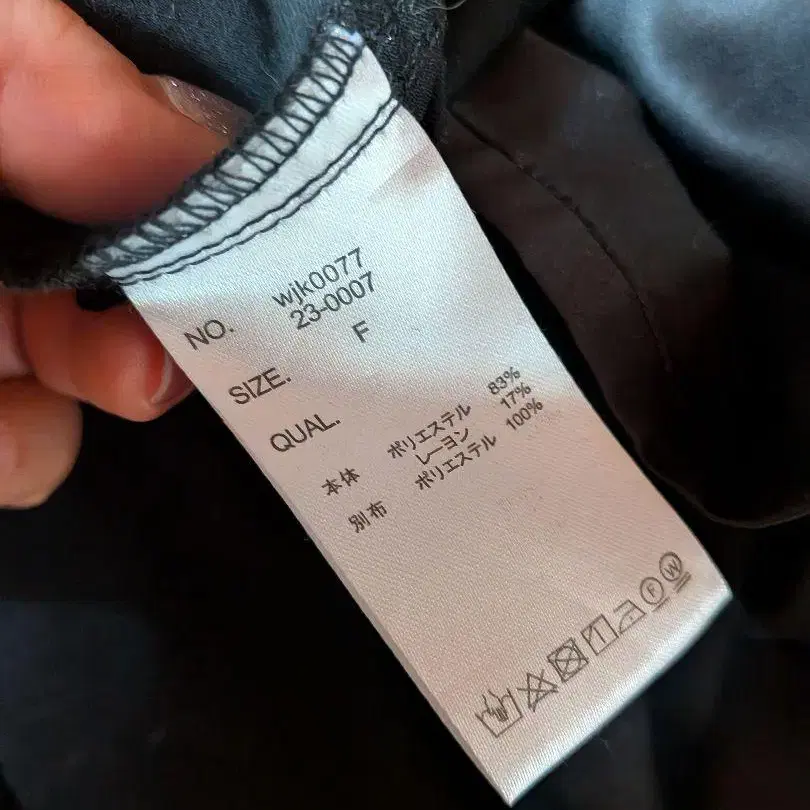 NO. wjk0077
23-0007
SIZE. F
QUAL.
本体 ポリエステル 83%
レーヨン 17%
別布 ポリエステル 100%
F W